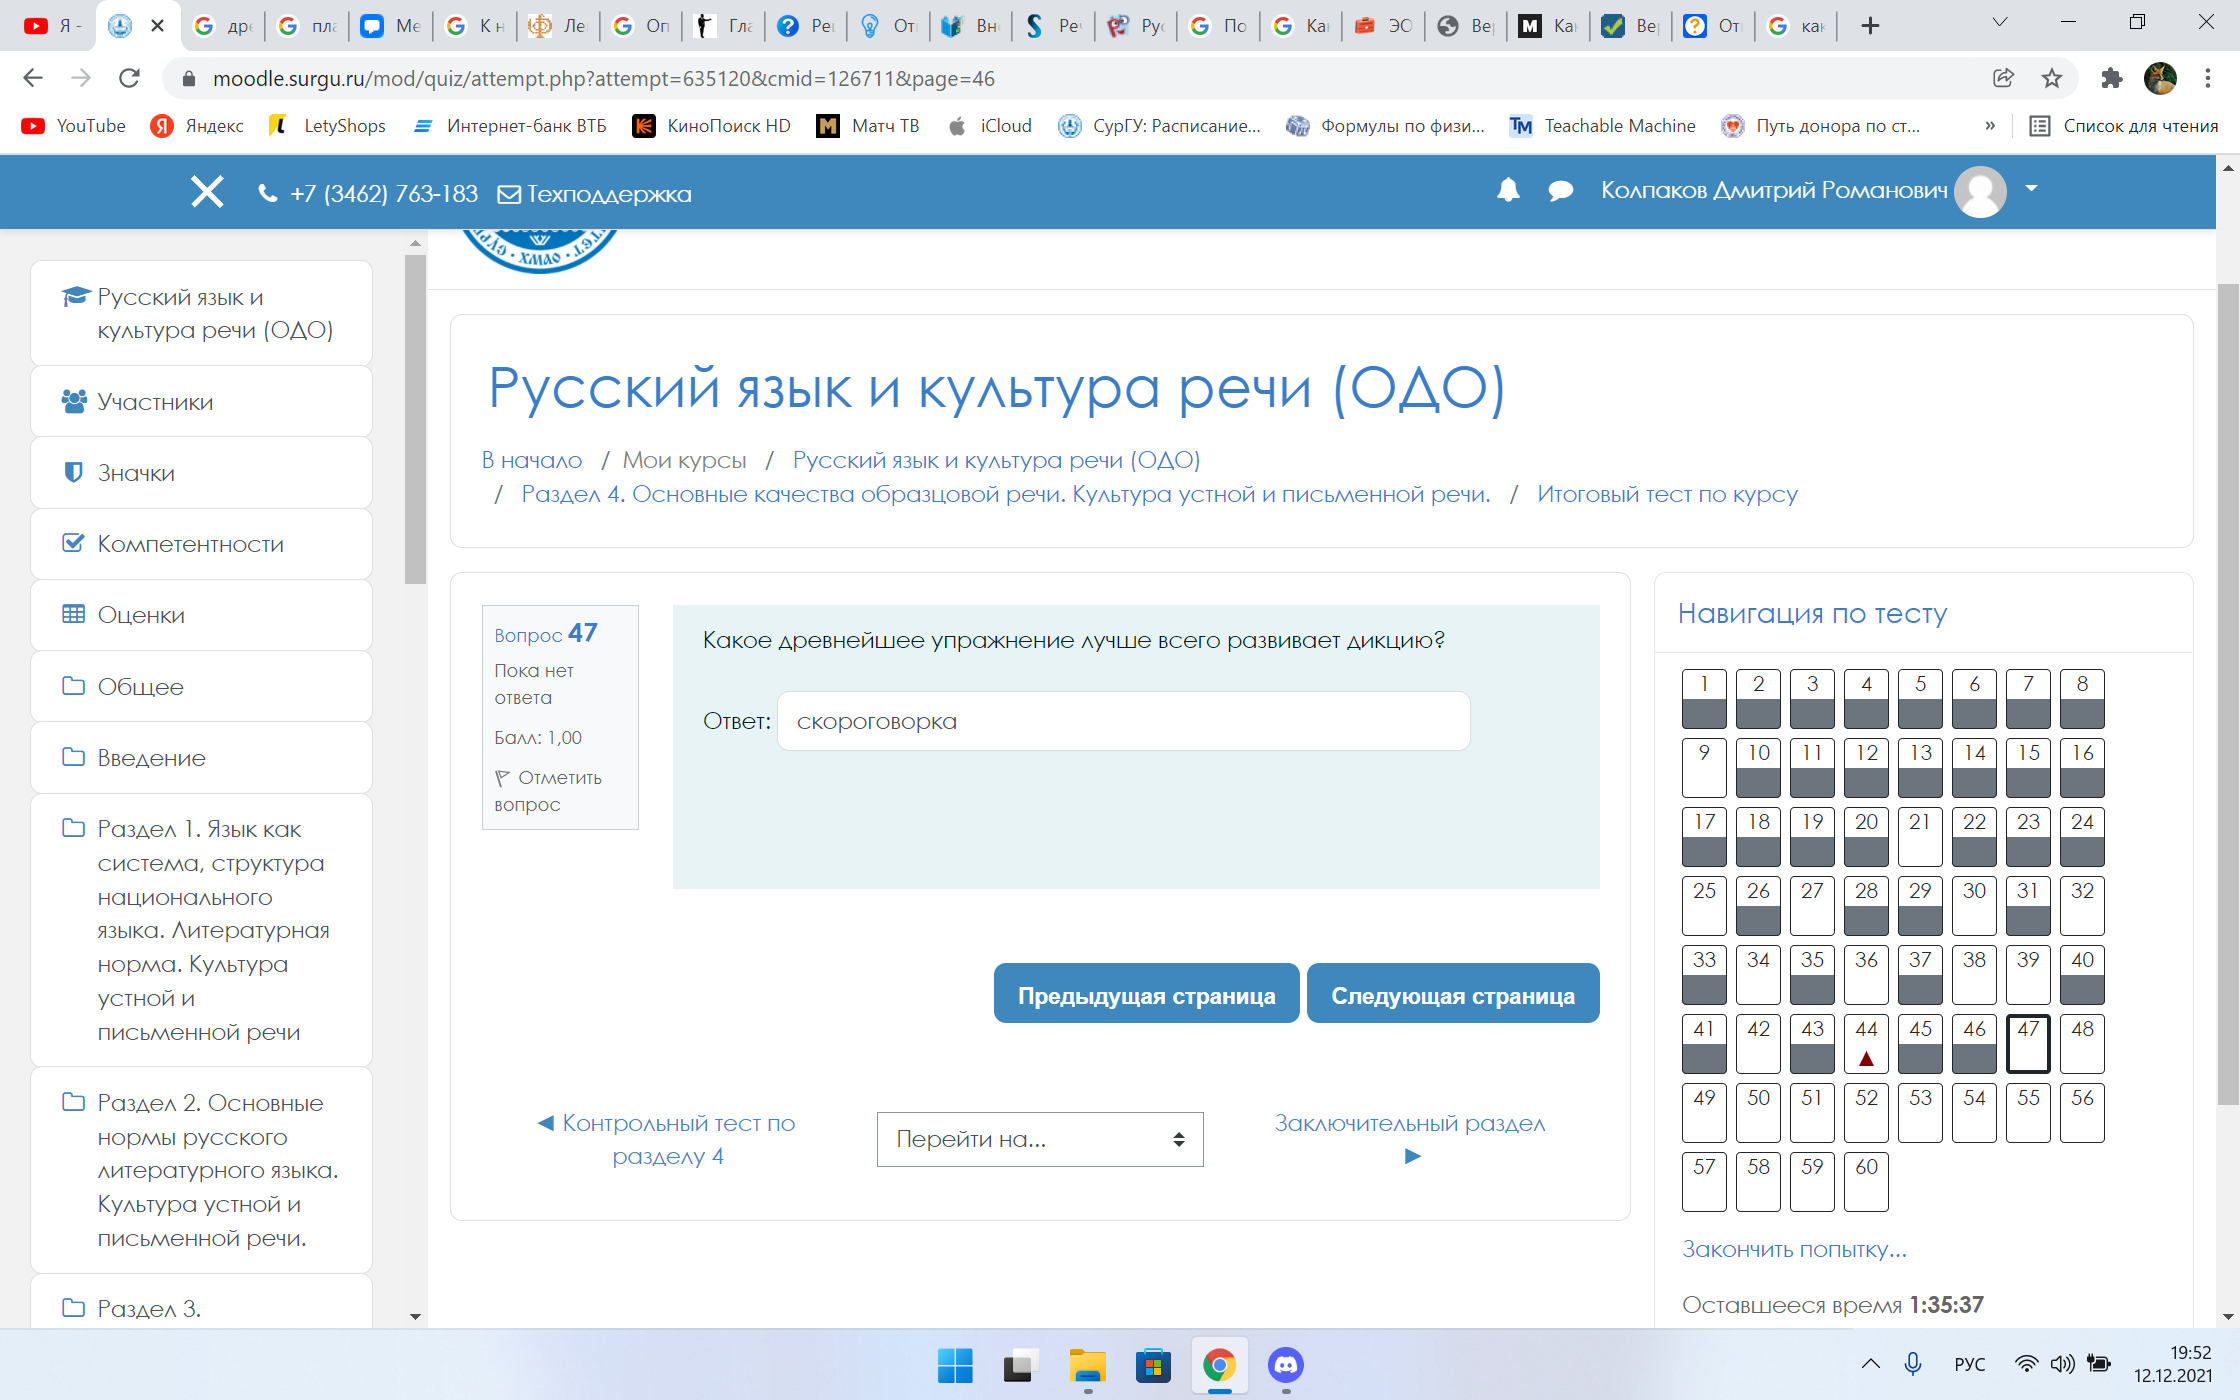 Я -
дре
пла
Ме
К н
Ле
Оп
Гла
Реш
От
Вн
Реч
Рус
По
Ка
ЭО
Ве
M
Ка
Ве
От
как
moodle.surgu.ru/mod/quiz/attempt.php?attempt=635120&cmid=126711&page=46
YouTube
Яндекс
LetyShops
Интернет-банк ВТБ
КиноПоиск HD
Матч ТВ
iCloud
СурГУ: Расписание...
Формулы по физи...
TM Teachable Machine
Путь донора по ст...
»
Список для чтения
+7 (3462) 763-183
Техподдержка
Колпаков Дмитрий Романович
Русский язык и
культура речи (ОДО)
Участники
Значки
Компетентности
Оценки
Общее
Введение
Раздел 1. Язык как
система, структура
национального
языка. Литературная
норма. Культура
устной и
письменной речи
Раздел 2. Основные
нормы русского
литературного языка.
Культура устной и
письменной речи.
Раздел 3.
Русский язык и культура речи (ОДО)
В начало / Мои курсы / Русский язык и культура речи (ОДО)
/ Раздел 4. Основные качества образцовой речи. Культура устной и письменной речи. / Итоговый тест по курсу
Вопрос 47
Пока нет
ответа
Балл: 1,00
Отметить
вопрос
Какое древнейшее упражнение лучше всего развивает дикцию?
Ответ: скороговорка
Предыдущая страница
Следующая страница
◄ Контрольный тест по
разделу 4
Перейти на...
Заключительный раздел
►
Навигация по тесту
1 2 3 4 5 6 7 8
9 10 11 12 13 14 15 16
17 18 19 20 21 22 23 24
25 26 27 28 29 30 31 32
33 34 35 36 37 38 39 40
41 42 43 44 45 46 47 48
49 50 51 52 53 54 55 56
57 58 59 60
Закончить попытку...
Оставшееся время 1:35:37
РУС
19:52
12.12.2021